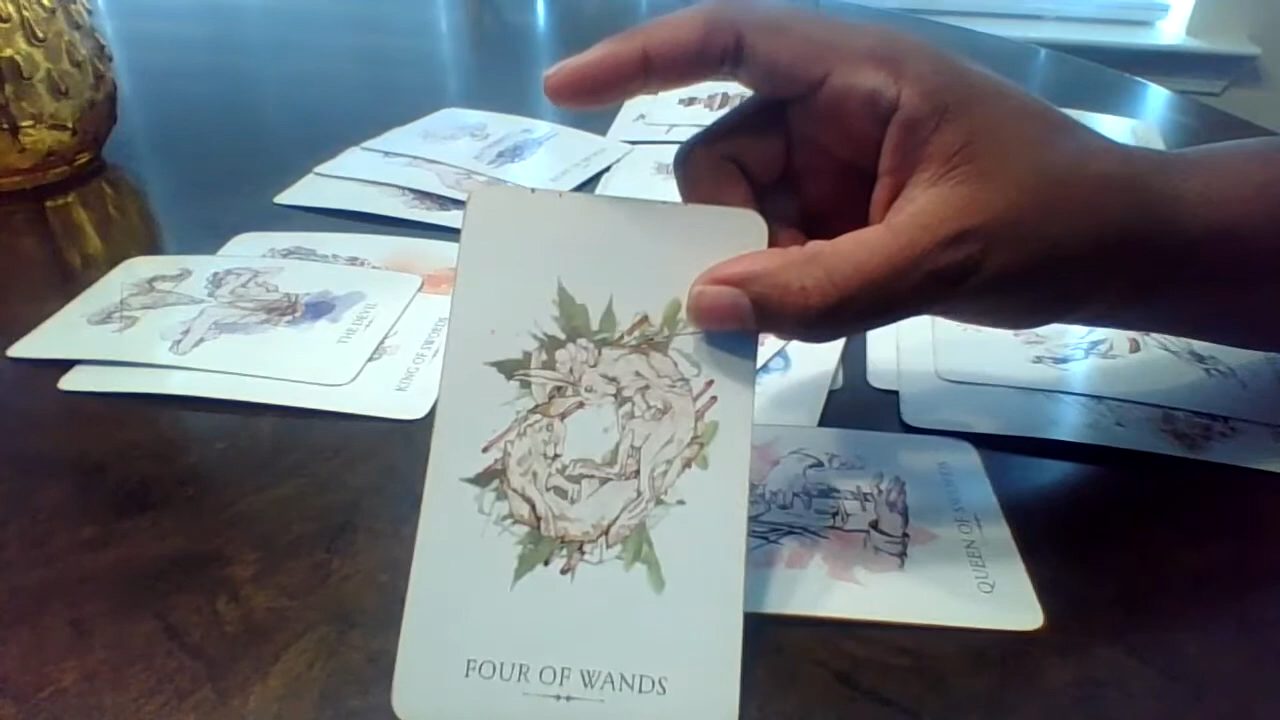 THE DEVIL
KING OF SWORDS
FOUR OF WANDS
QUEEN OF SWORDS